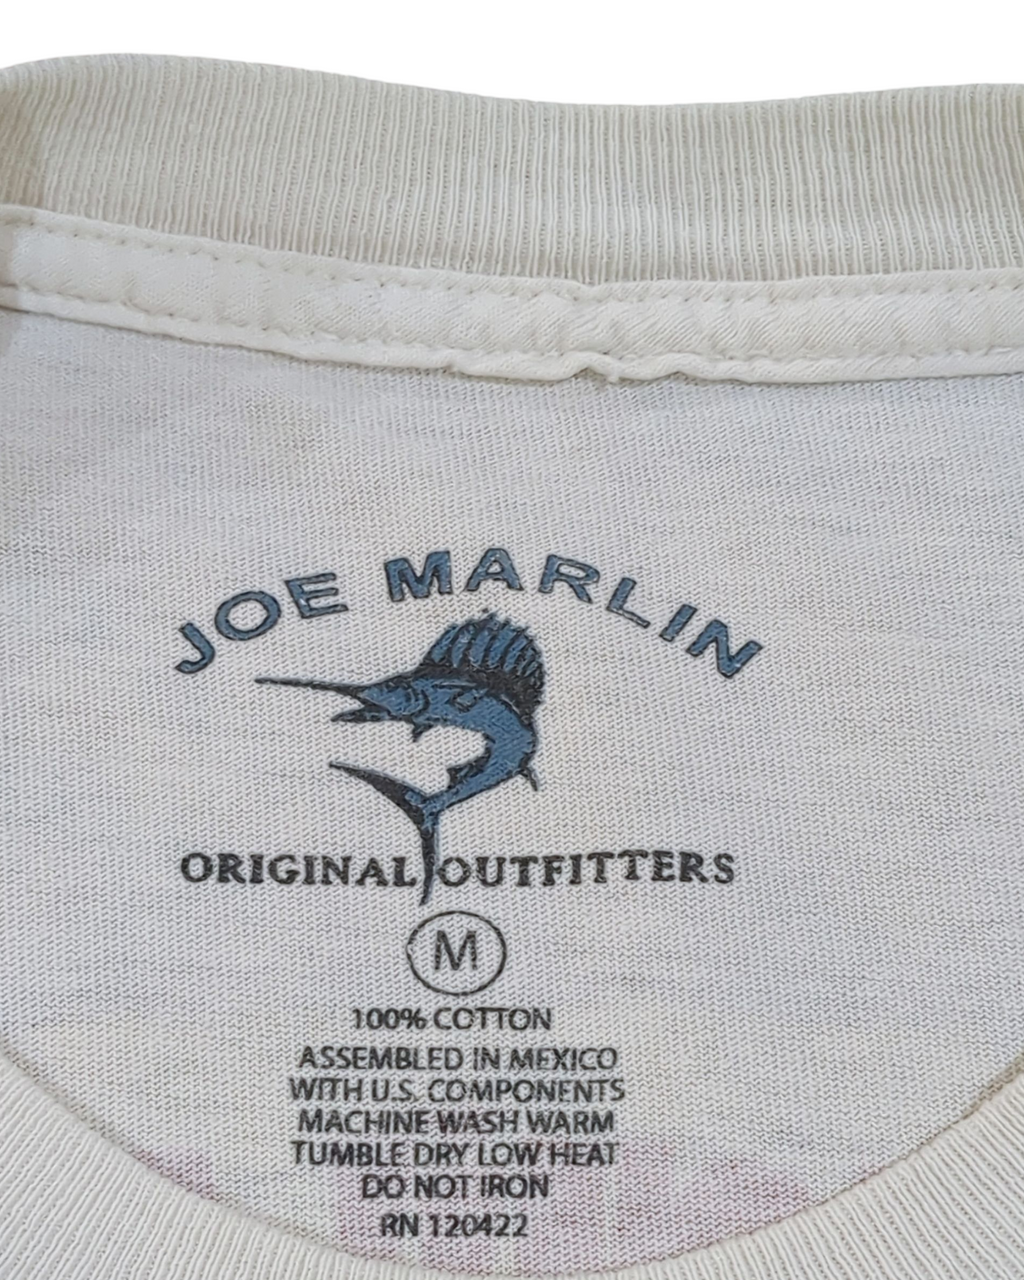 JOE MARLIN
ORIGINAL OUTFITTERS
M
100% COTTON
ASSEMBLED IN MEXICO
WITH U.S. COMPONENTS
MACHINE WASH WARM
TUMBLE DRY LOW HEAT
DO NOT IRON
RN 120422